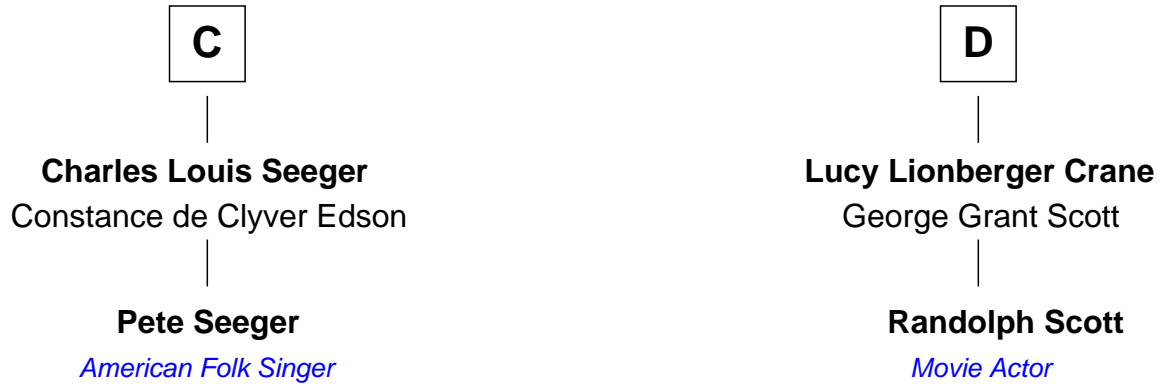 C
D
Charles Louis Seeger
Constance de Clyver Edson
Lucy Lionberger Crane
George Grant Scott
Pete Seeger
American Folk Singer
Randolph Scott
Movie Actor